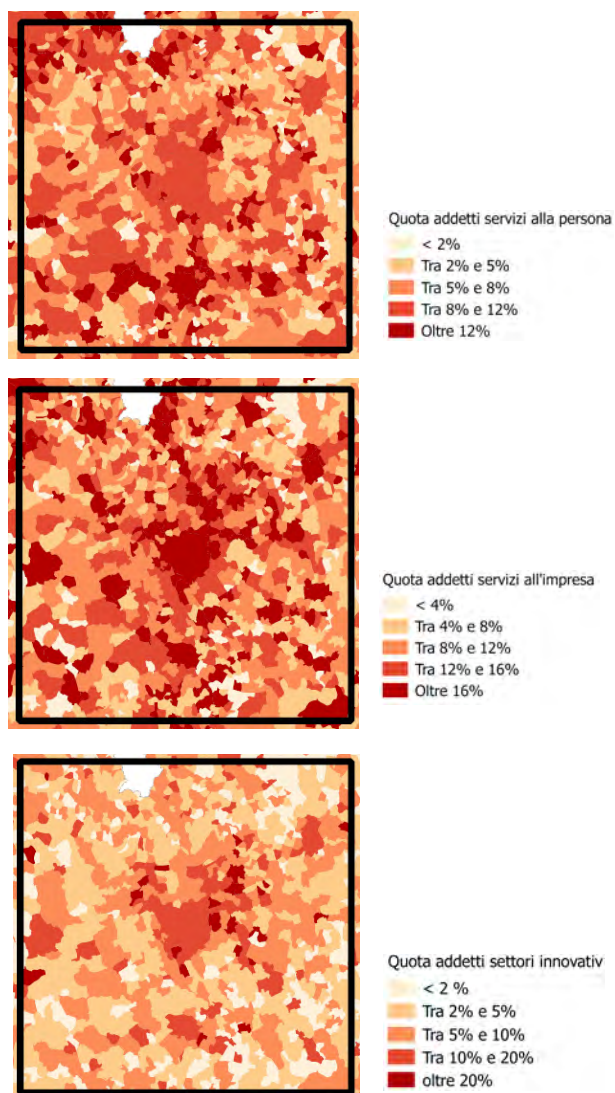 Quota addetti servizi alla persona
< 2%
Tra 2% e 5%
Tra 5% e 8%
Tra 8% e 12%
Oltre 12%
Quota addetti servizi all'impresa
< 4%
Tra 4% e 8%
Tra 8% e 12%
Tra 12% e 16%
Oltre 16%
Quota addetti settori innovativ
< 2 %
Tra 2% e 5%
Tra 5% e 10%
Tra 10% e 20%
oltre 20%